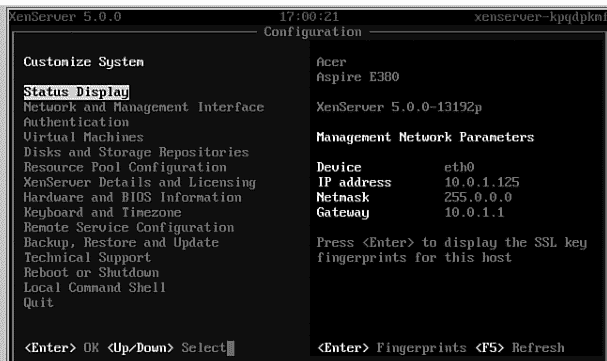 XenServer 5.0.0 17:00:21 xenserver-kpqdpkmf
Configuration
Customize System
Status Display
Network and Management Interface
Authentication
Virtual Machines
Disks and Storage Repositories
Resource Pool Configuration
XenServer Details and Licensing
Hardware and BIOS Information
Keyboard and Timezone
Remote Service Configuration
Backup, Restore and Update
Technical Support
Reboot or Shutdown
Local Command Shell
Quit
<Enter> OK <Up/Down> Select
Acer
Aspire E380
XenServer 5.0.0-13192p
Management Network Parameters
Device eth0
IP address 10.0.1.125
Netmask 255.0.0.0
Gateway 10.0.1.1
Press <Enter> to display the SSL key
fingerprints for this host
<Enter> Fingerprints <F5> Refresh